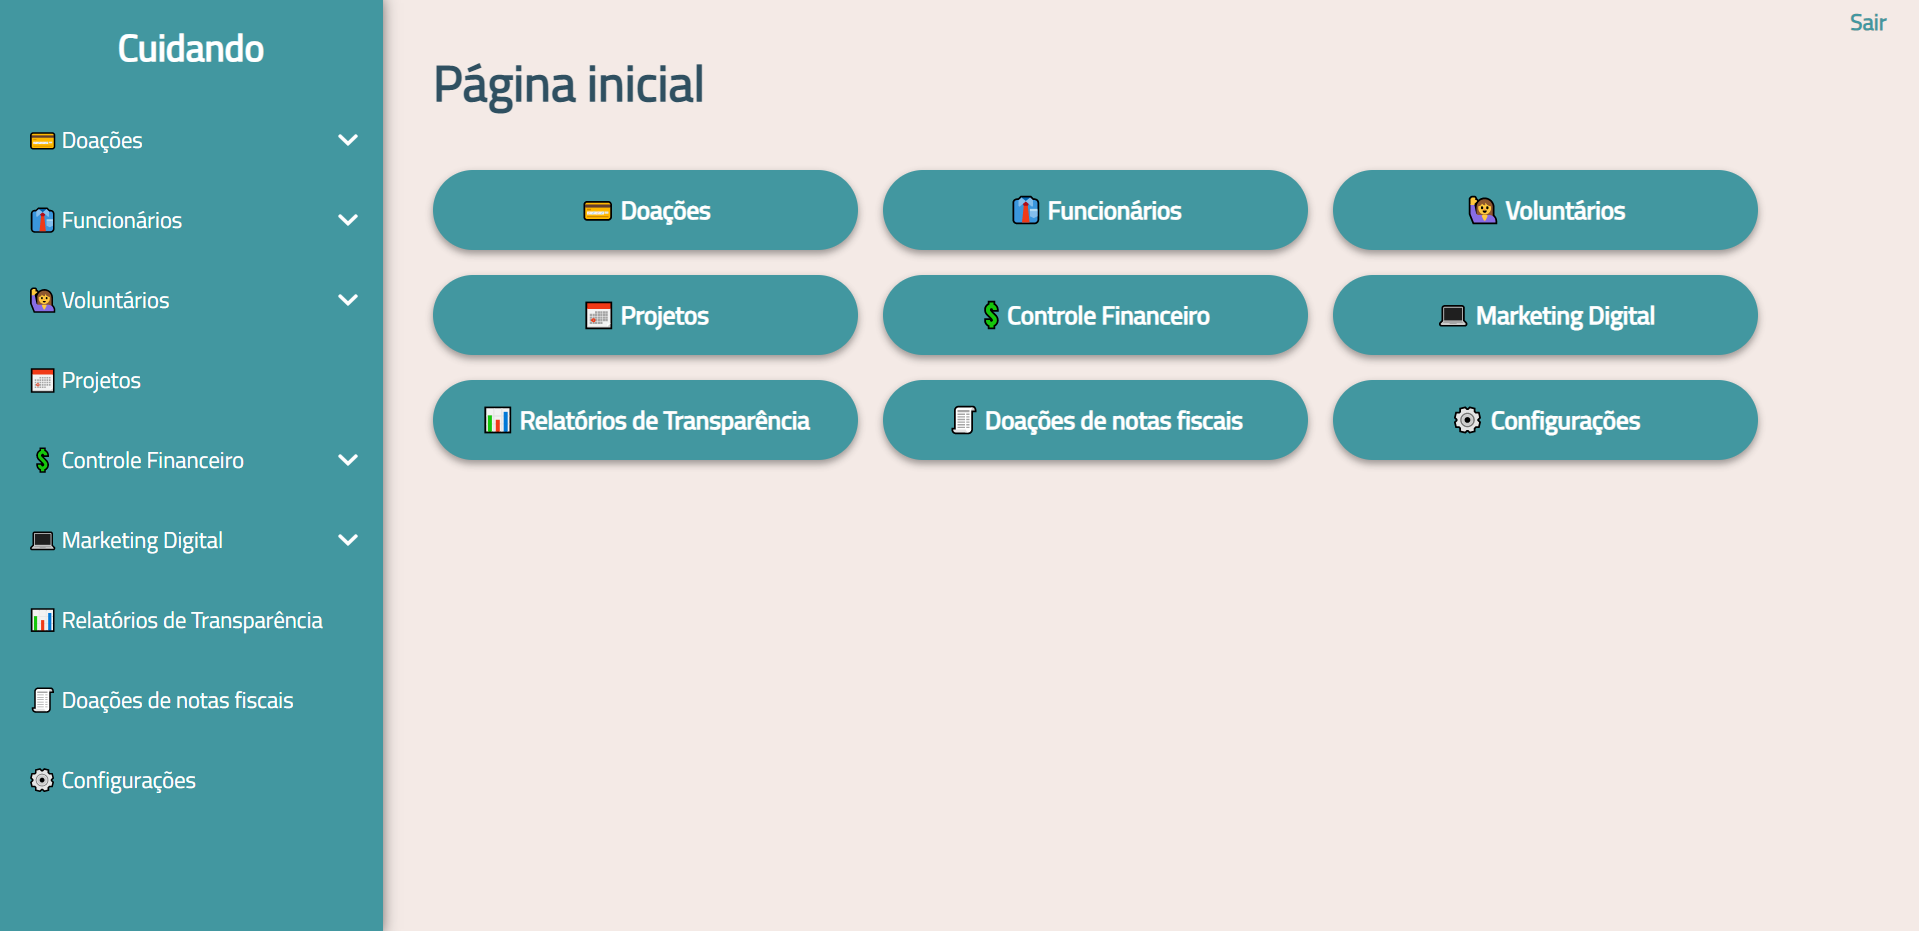 Cuidando
Doações
Funcionários
Voluntários
Projetos
Controle Financeiro
Marketing Digital
Relatórios de Transparência
Doações de notas fiscais
Configurações
Sair
Página inicial
Doações
Funcionários
Voluntários
Projetos
Controle Financeiro
Marketing Digital
Relatórios de Transparência
Doações de notas fiscais
Configurações